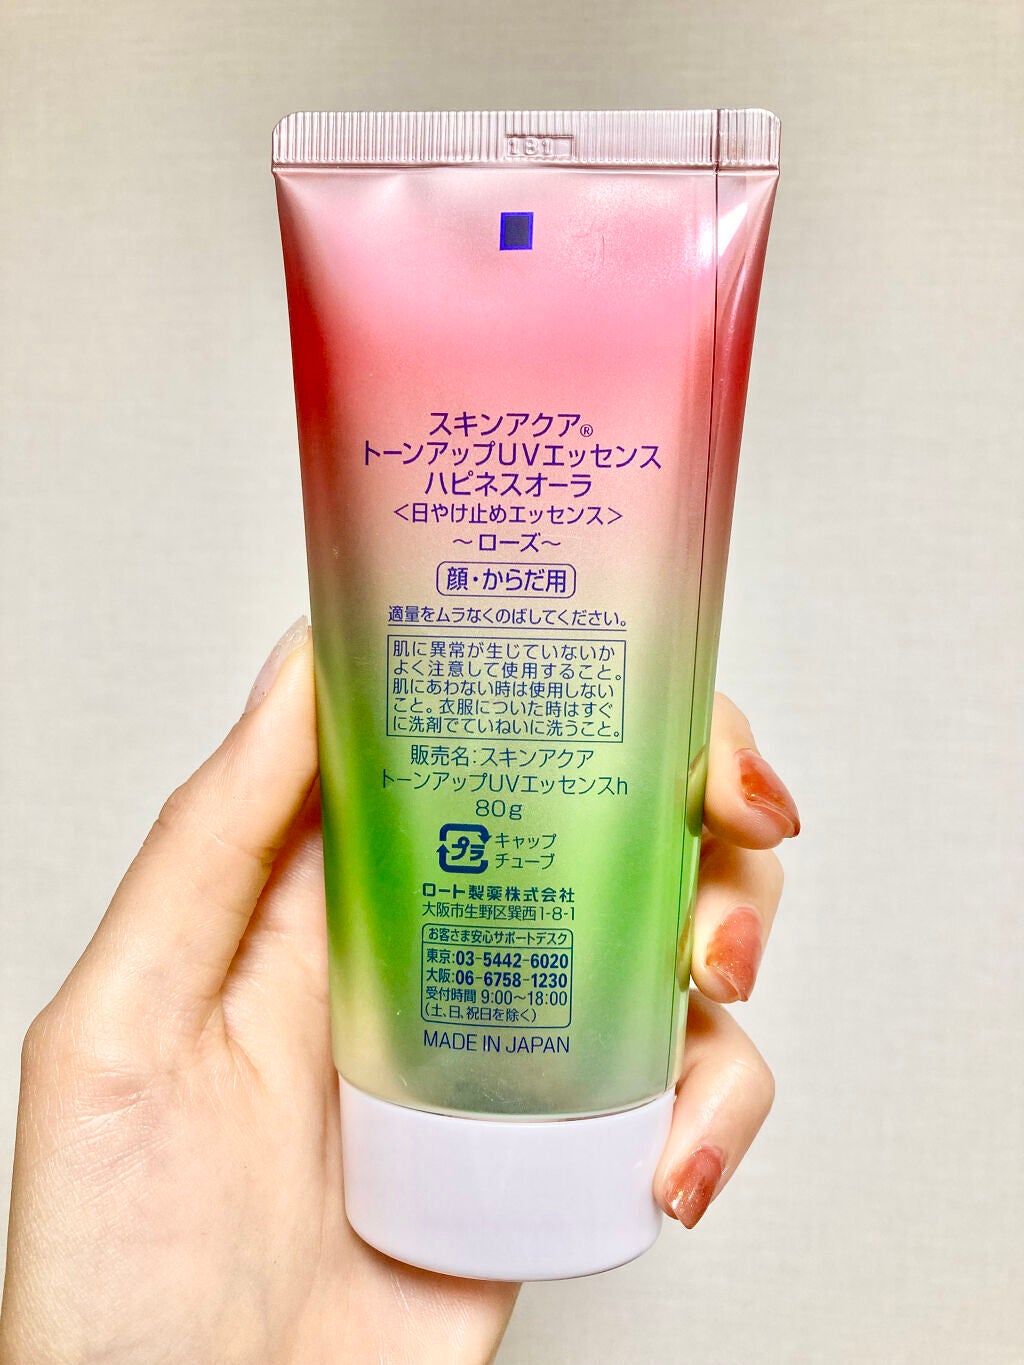 181
スキンアクア®
トーンアップUVエッセンス
ハピネスオーラ
<日やけ止めエッセンス>
～ローズ～
顔・からだ用
適量をムラなくのばしてください。
肌に異常が生じていないか
よく注意して使用すること。
肌にあわない時は使用しない
こと。衣服についた時はすぐ
に洗剤でていねいに洗うこと。
販売名:スキンアクア
トーンアップUVエッセンスh
80g
プラ
キャップ
チューブ
ロート製薬株式会社
大阪市生野区巽西1-8-1
お客さま安心サポートデスク
東京:03-5442-6020
大阪:06-6758-1230
受付時間 9:00～18:00
(土、日、祝日を除く)
MADE IN JAPAN